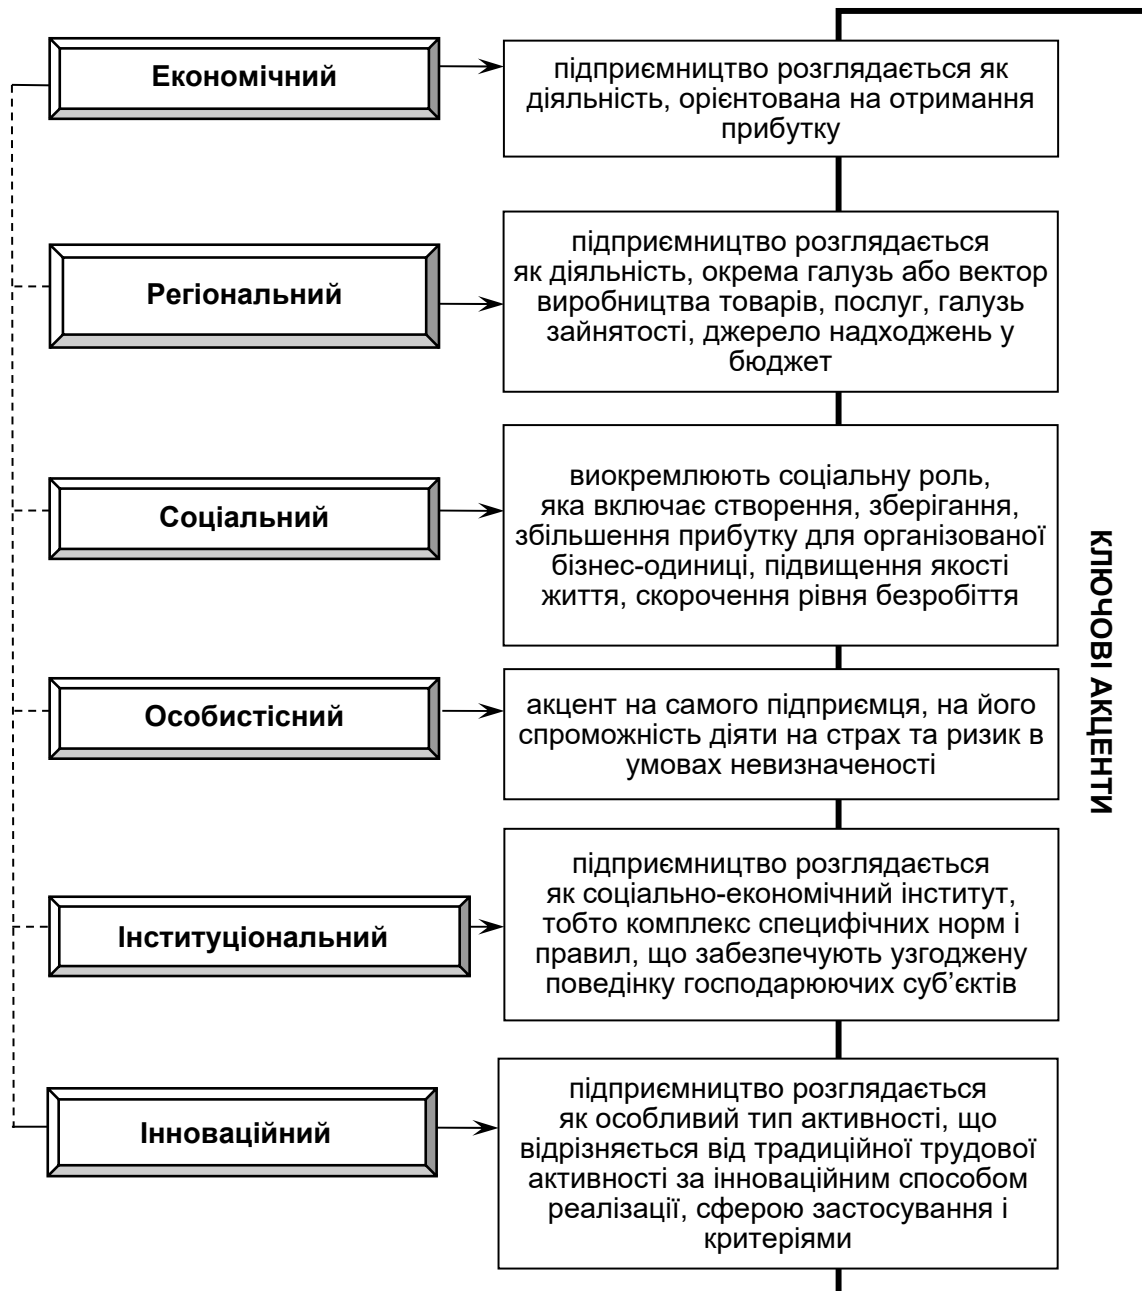 Економічний
підприємництво розглядається як
діяльність, орієнтована на отримання
прибутку
Регіональний
підприємництво розглядається
як діяльність, окрема галузь або вектор
виробництва товарів, послуг, галузь
зайнятості, джерело надходжень у
бюджет
Соціальний
виокремлюють соціальну роль,
яка включає створення, зберігання,
збільшення прибутку для організованої
бізнес-одиниці, підвищення якості
життя, скорочення рівня безробіття
Особистісний
акцент на самого підприємця, на його
спроможність діяти на страх та ризик в
умовах невизначеності
Інституціональний
підприємництво розглядається
як соціально-економічний інститут,
тобто комплекс специфічних норм і
правил, що забезпечують узгоджену
поведінку господарюючих суб’єктів
Інноваційний
підприємництво розглядається
як особливий тип активності, що
відрізняється від традиційної трудової
активності за інноваційним способом
реалізації, сферою застосування і
критеріями
КЛЮЧОВІ АКЦЕНТИ